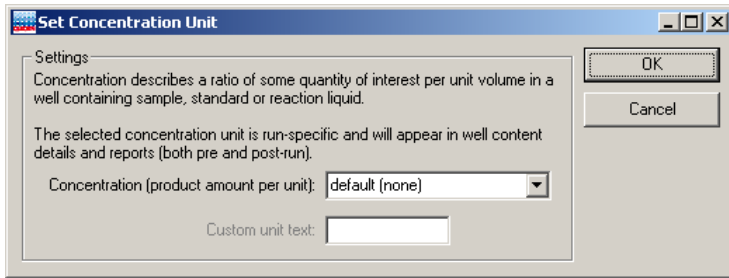 Set Concentration Unit
Settings
Concentration describes a ratio of some quantity of interest per unit volume in a
well containing sample, standard or reaction liquid.
The selected concentration unit is run-specific and will appear in well content
details and reports (both pre and post-run).
Concentration (product amount per unit): default (none)
Custom unit text:
OK
Cancel